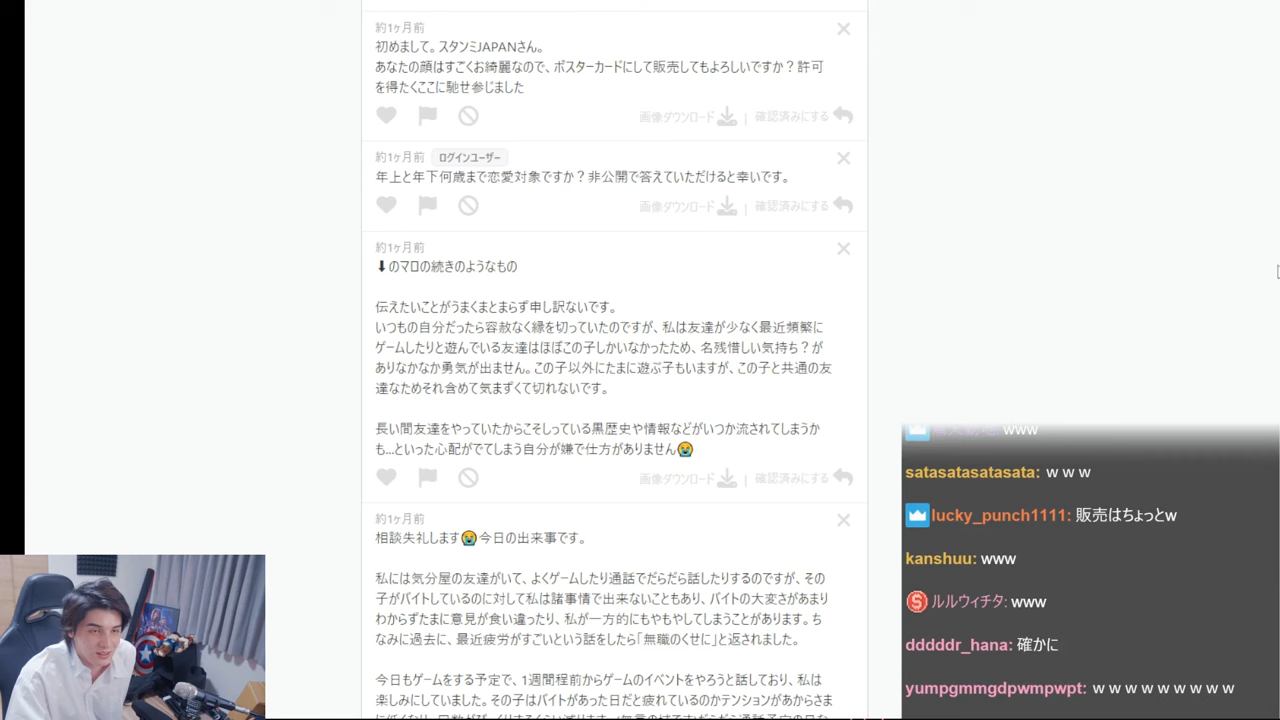 約1ヶ月前
初めまして。スタンミJAPANさん。
あなたの顔はすごくお綺麗なので、ポスターカードにして販売してもよろしいですか？許可
を得たくここに馳せ参じました
画像ダウンロード | 確認済みにする
約1ヶ月前 ログインユーザー
年上と年下何歳まで恋愛対象ですか？非公開で答えていただけると幸いです。
画像ダウンロード | 確認済みにする
約1ヶ月前
⬇のマロの続きのようなもの
伝えたいことがうまくまとまらず申し訳ないです。
いつもの自分だったら容赦なく縁を切っていたのですが、私は友達が少なく最近頻繁に
ゲームしたりと遊んでいる友達はほぼこの子しかいなかったため、名残惜しい気持ち？が
ありなかなか勇気が出ません。この子以外にたまに遊ぶ子もいますが、この子と共通の友
達なためそれ含めて気まずくて切れないです。
長い間友達をやっていたからこそしっている黒歴史や情報などがいつか流されてしまうか
も...といった心配がでてしまう自分が嫌で仕方がありません😭
画像ダウンロード | 確認済みにする
約1ヶ月前
相談失礼します😭今日の出来事です。
私には気分屋の友達がいて、よくゲームしたり通話でだらだら話したりするのですが、その
子がバイトしているのに対して私は諸事情で出来ないこともあり、バイトの大変さがあまり
わからずたまに意見が食い違ったり、私が一方的にもやもやしてしまうことがあります。ち
なみに過去に、最近疲労がすごいという話をしたら「無職のくせに」と返されました。
今日もゲームをする予定で、1週間程前からゲームのイベントをやろうと話しており、私は
楽しみにしていました。その子はバイトがあった日だと疲れているのかテンションがあからさま
www
satasatasatasata: w w w
lucky_punch1111: 販売はちょっとw
kanshuu: www
ルルウィチタ: www
dddddr_hana: 確かに
yumpgmmgdpwmpwpt: w w w w w w w w w